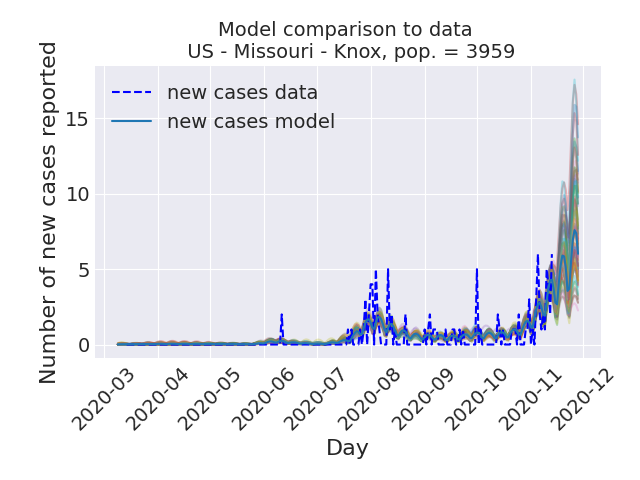 Model comparison to data
US - Missouri - Knox, pop. = 3959
new cases data
new cases model
Number of new cases reported
15
10
5
0
2020-03
2020-04
2020-05
2020-06
2020-07
2020-08
2020-09
2020-10
2020-11
2020-12
Day